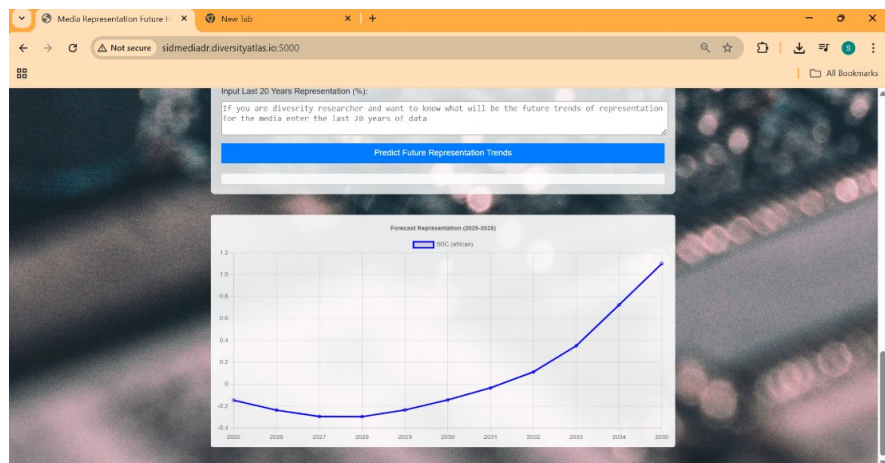 Media Representation Future F
New Tab
Not secure
sidmediadr.diversityatlas.io:5000
S
All Bookmarks
Input Last 20 Years Representation (%):
If you are divesrity researcher and want to know what will be the future trends of representation
for the media enter the last 20 years of data
Predict Future Representation Trends
BBC (african)
1.2
1.0
0.8
0.6
0.4
0.2
0
-0.2
-0.4
2025 2026 2027 2028 2029 2030 2031 2032 2033 2034 2035